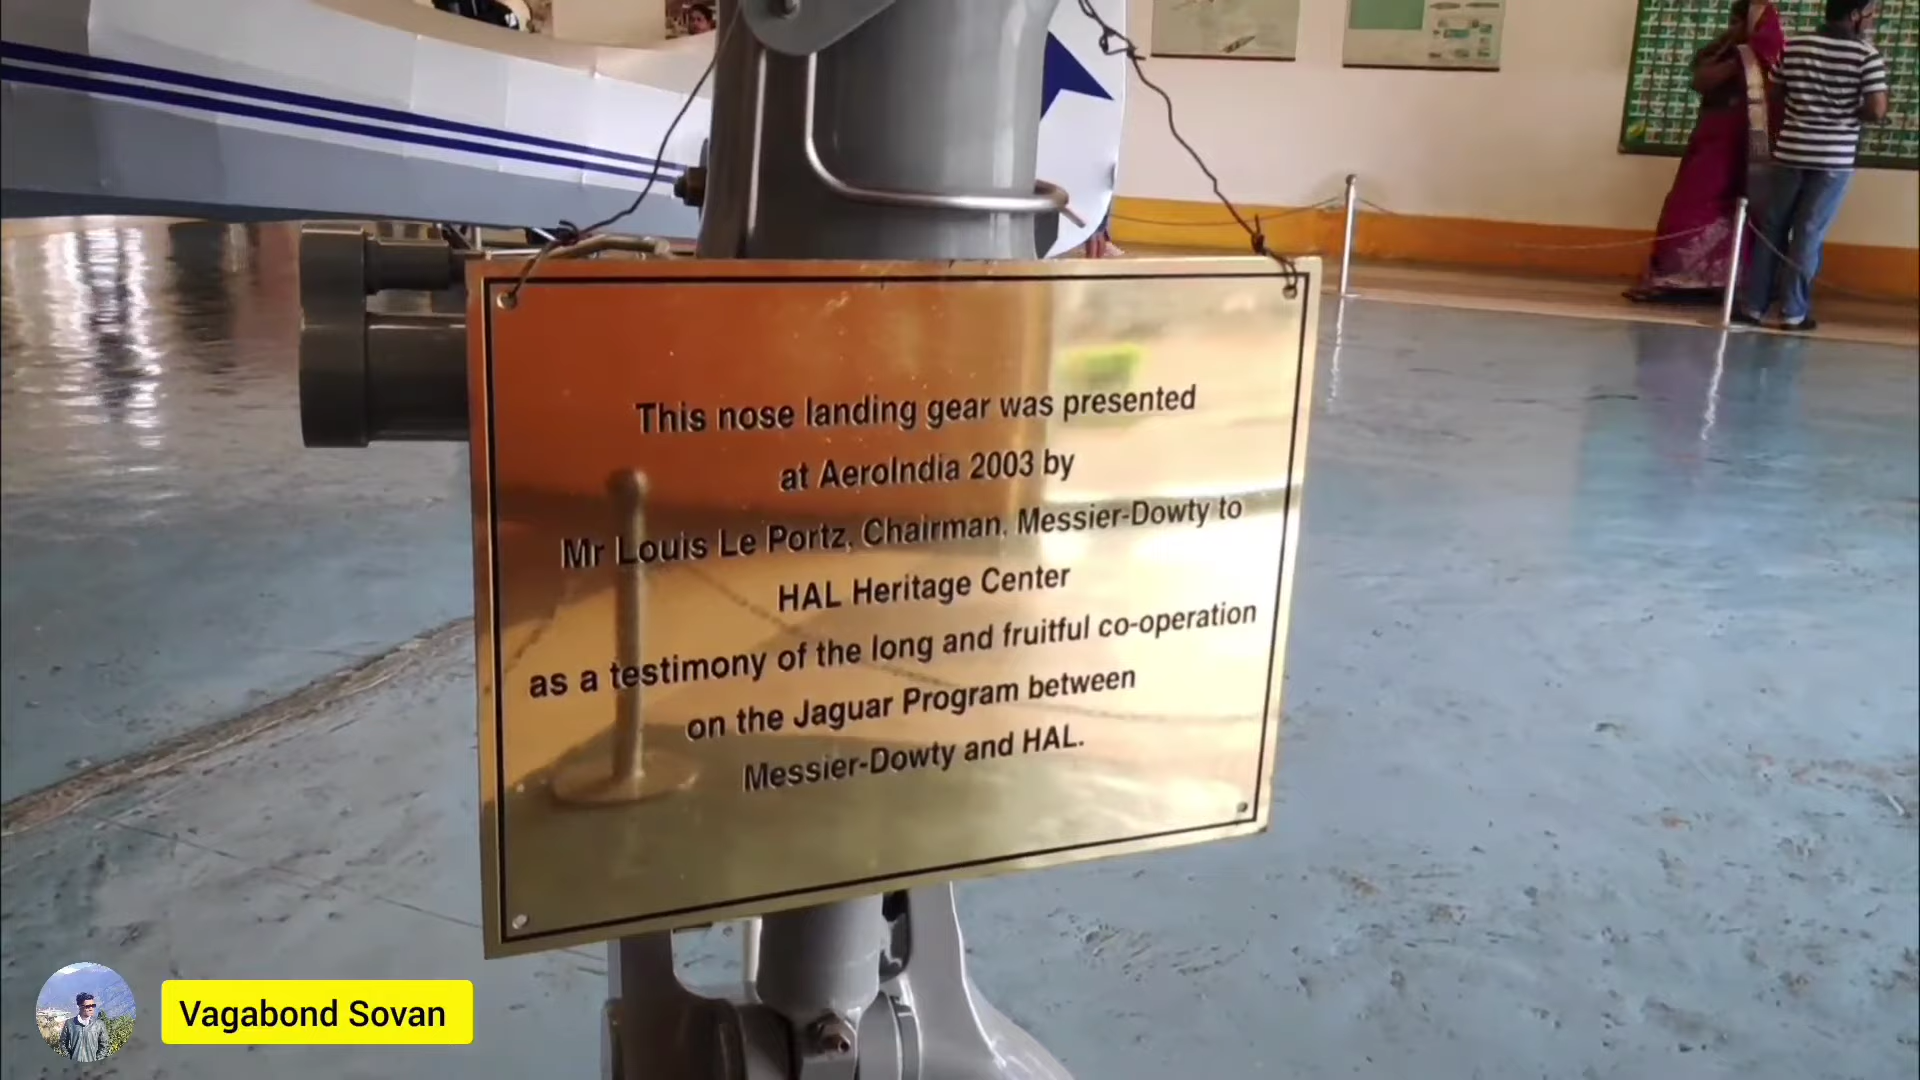 This nose landing gear was presented
at AeroIndia 2003 by
Mr Louis Le Portz, Chairman, Messier-Dowty to
HAL Heritage Center
as a testimony of the long and fruitful co-operation
on the Jaguar Program between
Messier-Dowty and HAL.
Vagabond Sovan